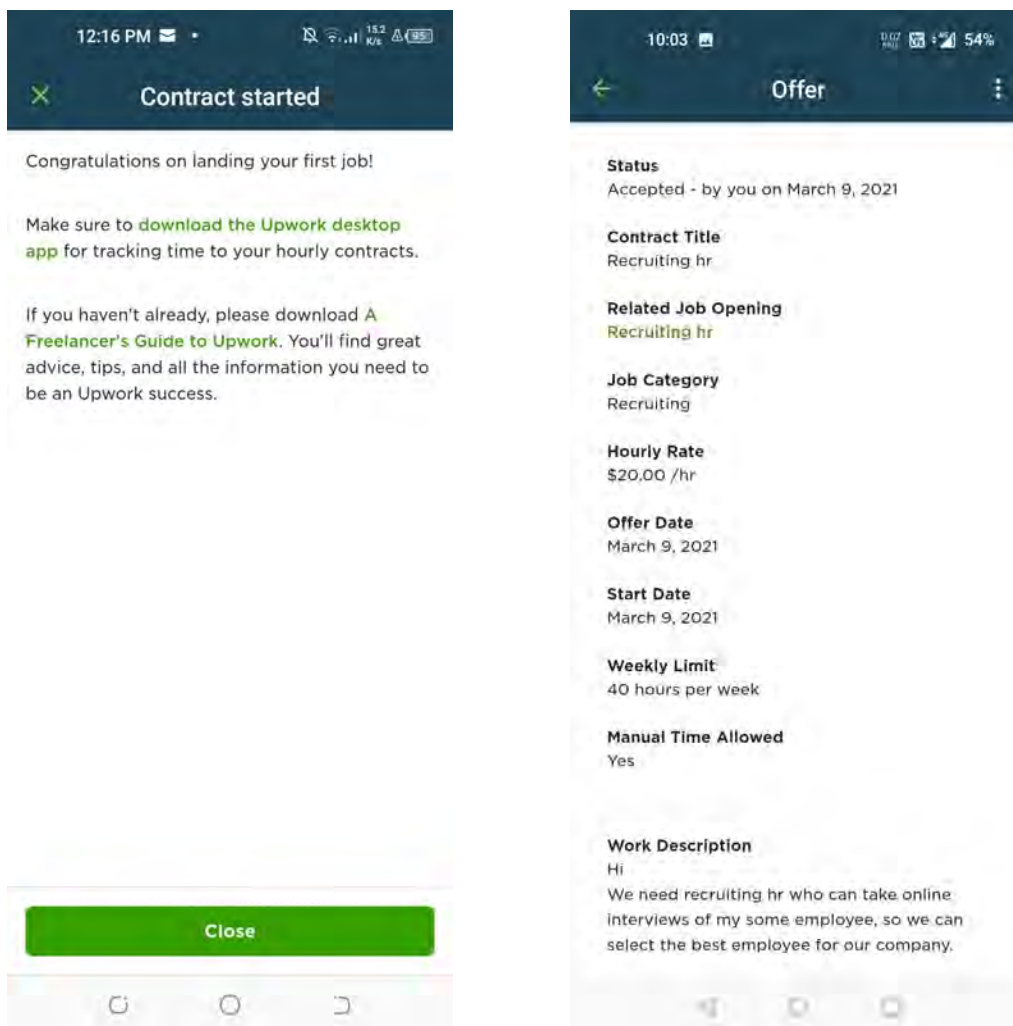 12:16 PM
15.2
K/s
95
Contract started
Congratulations on landing your first job!
Make sure to download the Upwork desktop
app for tracking time to your hourly contracts.
If you haven't already, please download A
Freelancer's Guide to Upwork. You'll find great
advice, tips, and all the information you need to
be an Upwork success.
Close
10:03
54%
Offer
Status
Accepted - by you on March 9, 2021
Contract Title
Recruiting hr
Related Job Opening
Recruiting hr
Job Category
Recruiting
Hourly Rate
$20.00 /hr
Offer Date
March 9, 2021
Start Date
March 9, 2021
Weekly Limit
40 hours per week
Manual Time Allowed
Yes
Work Description
Hi
We need recruiting hr who can take online
interviews of my some employee, so we can
select the best employee for our company.